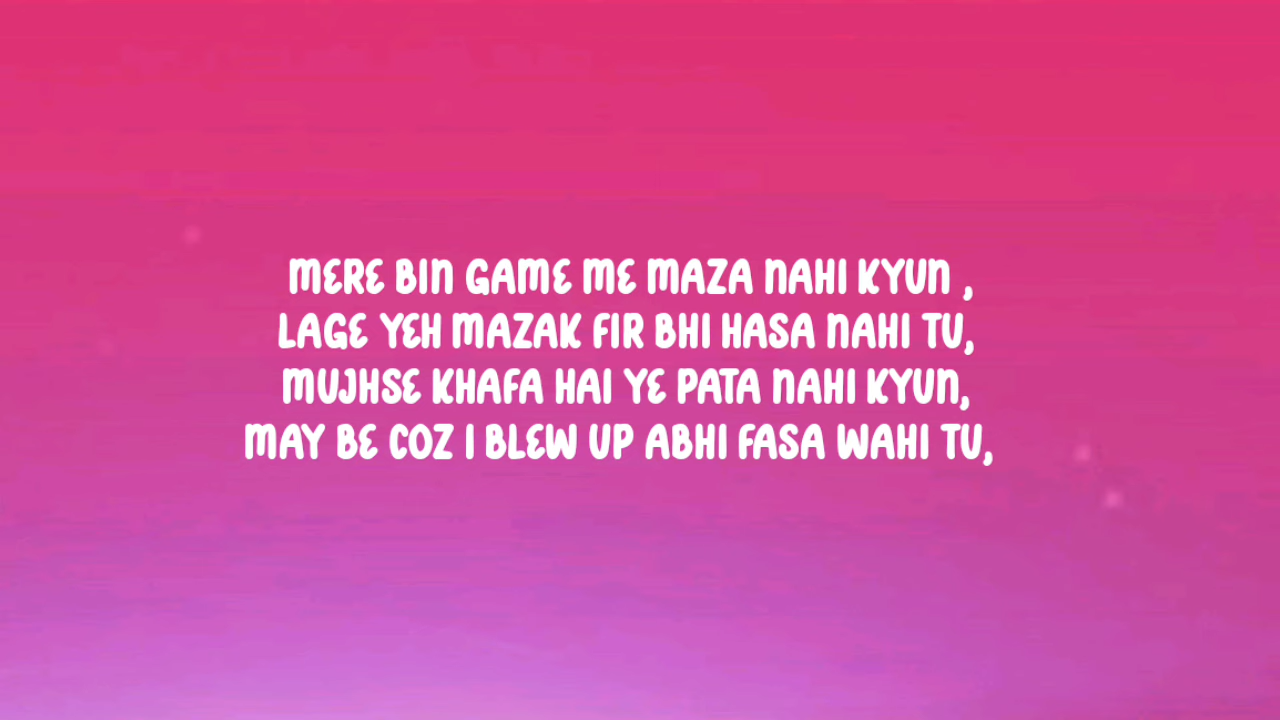 MERE BIN GAME ME MAZA NAHI KYUN ,
LAGE YEH MAZAK FIR BHI HASA NAHI TU,
MUJHSE KHAFA HAI YE PATA NAHI KYUN,
MAY BE COZ I BLEW UP ABHI FASA WAHI TU,